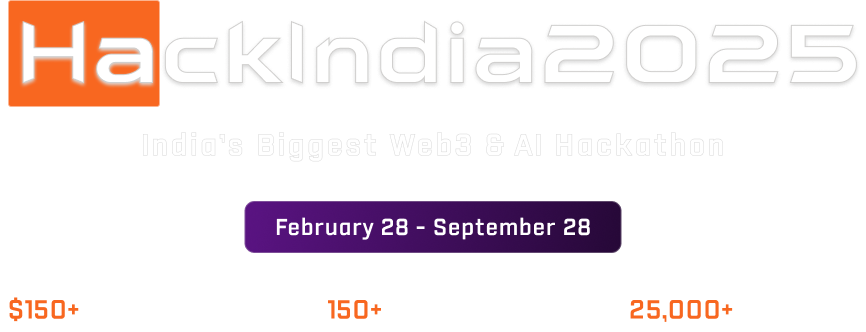 HackIndia2025
India's Biggest Web3 & AI Hackathon
February 28 - September 28
$150+ 150+ 25,000+